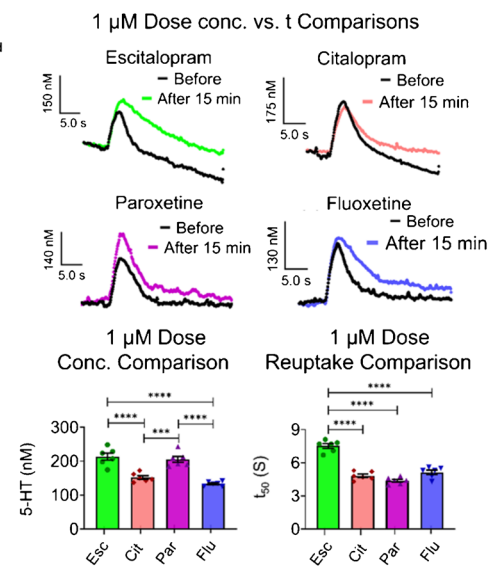 1 µM Dose conc. vs. t Comparisons
Escitalopram
150 nM
5.0 s
Before
After 15 min
Citalopram
175 nM
5.0 s
Before
After 15 min
Paroxetine
140 nM
5.0 s
Before
After 15 min
Fluoxetine
130 nM
5.0 s
Before
After 15 min
1 µM Dose
Conc. Comparison
****
**** ****
***
5-HT (nM)
300
200
100
0
Esc Cit Par Flu
1 µM Dose
Reuptake Comparison
****
****
****
t50 (S)
9
6
3
0
Esc Cit Par Flu